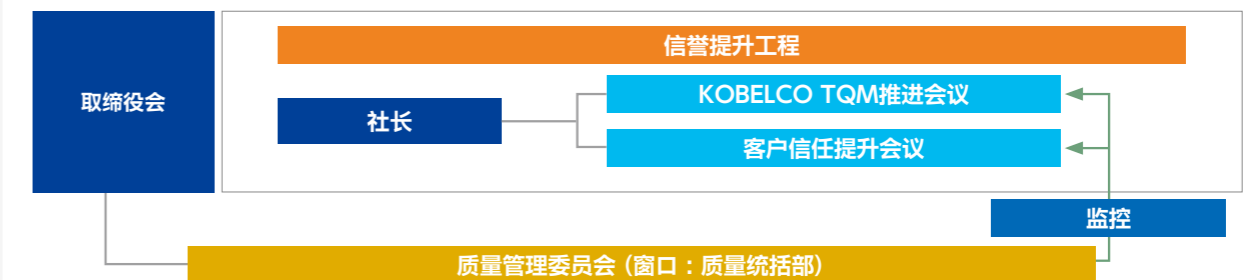 取缔役会
信誉提升工程
社长
KOBELCO TQM推进会议
客户信任提升会议
监控
质量管理委员会（窗口：质量统括部）